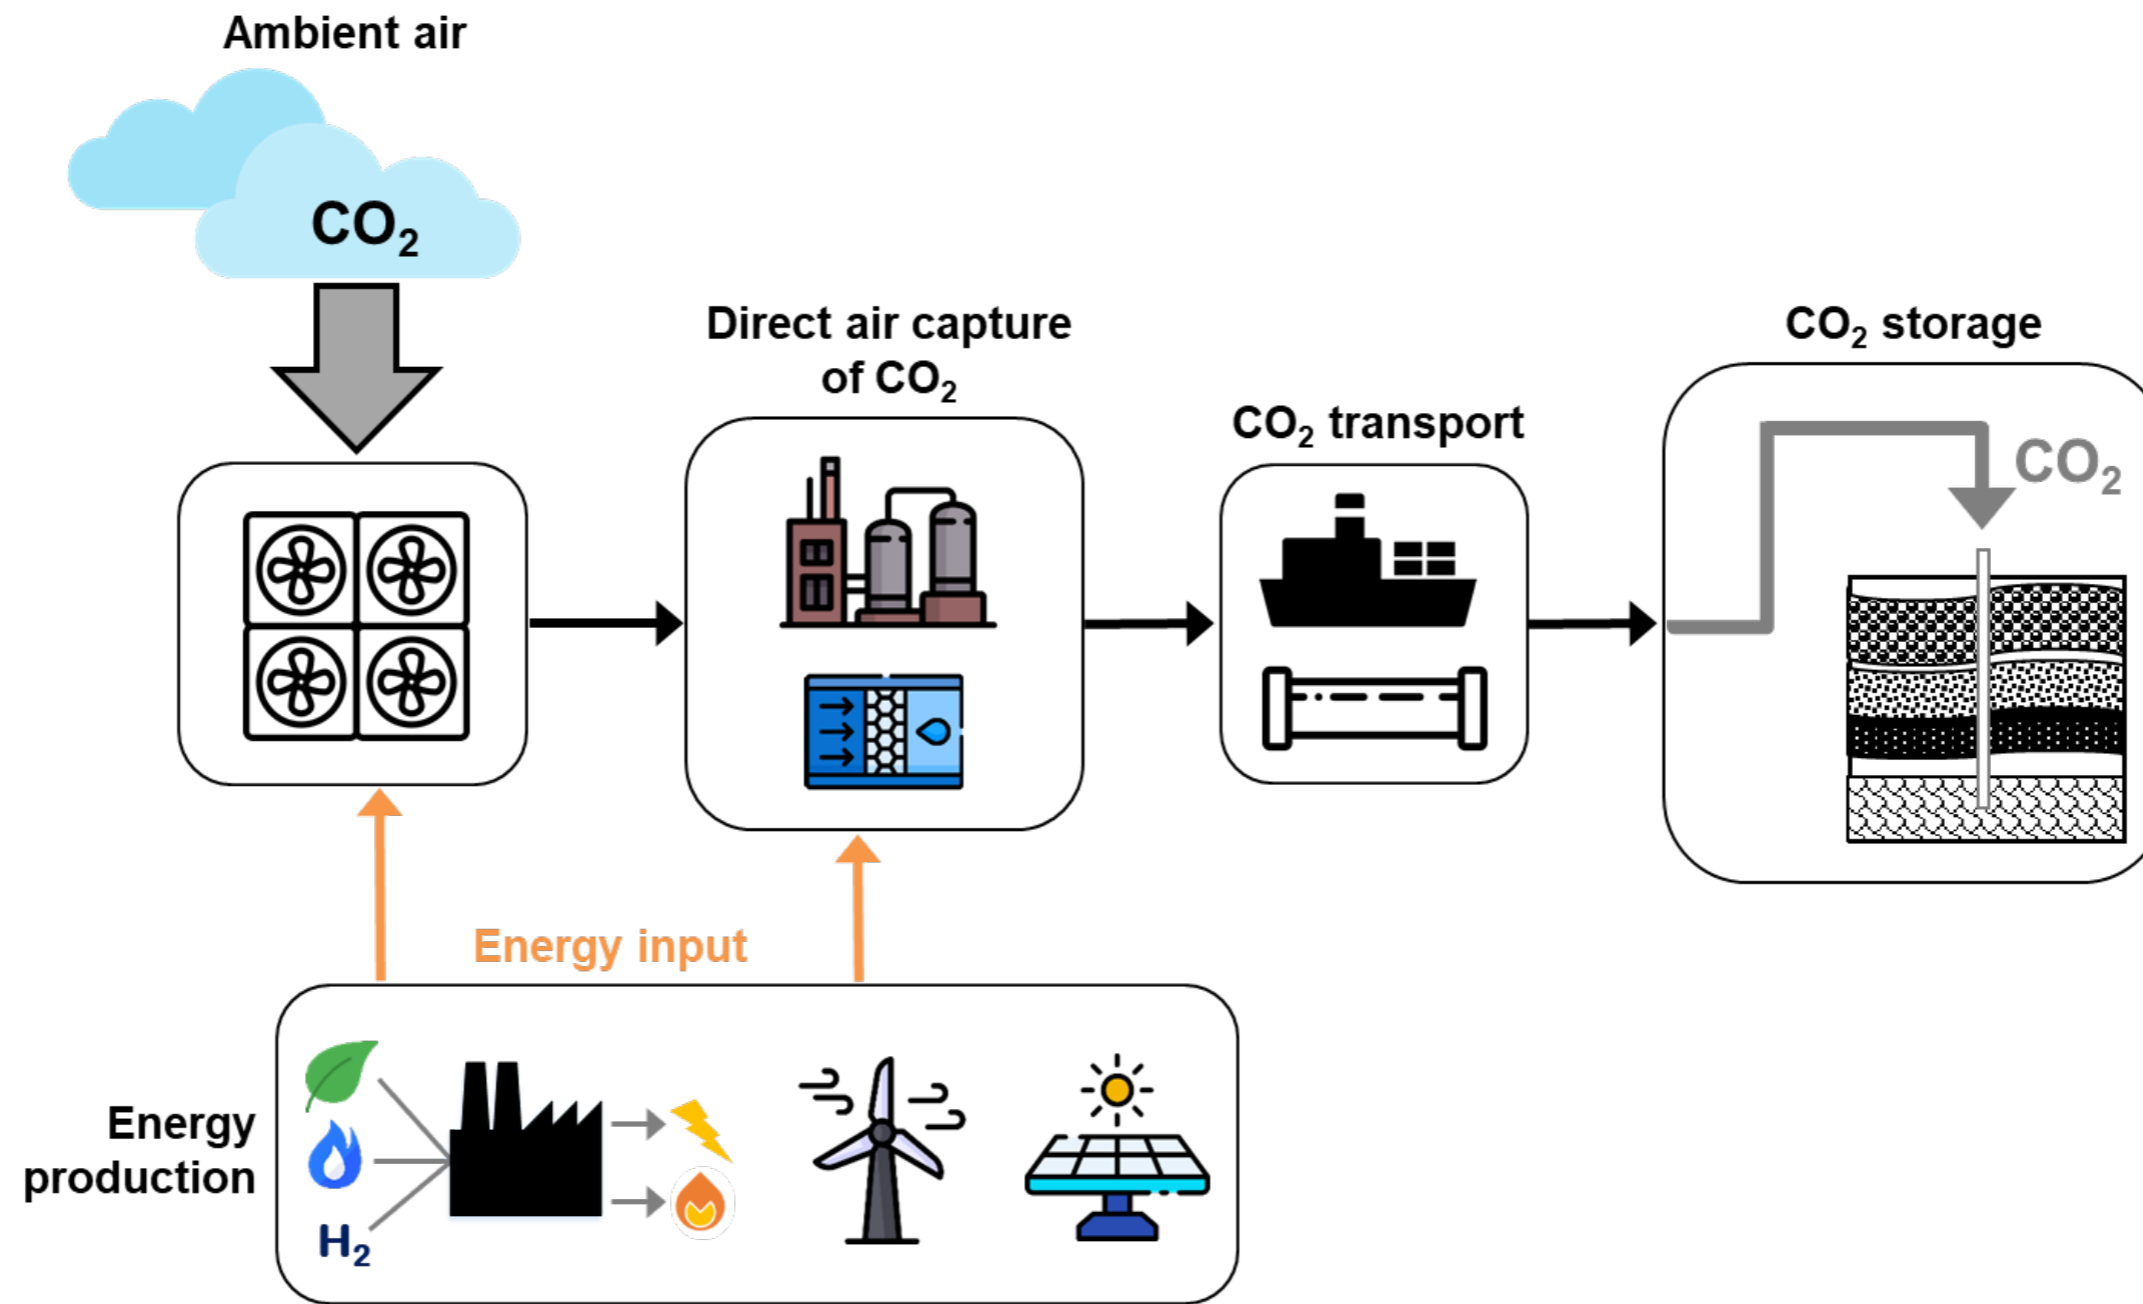 Ambient air
CO₂
Direct air capture
of CO₂
CO₂ transport
CO₂ storage
CO₂
Energy input
Energy
production
H₂